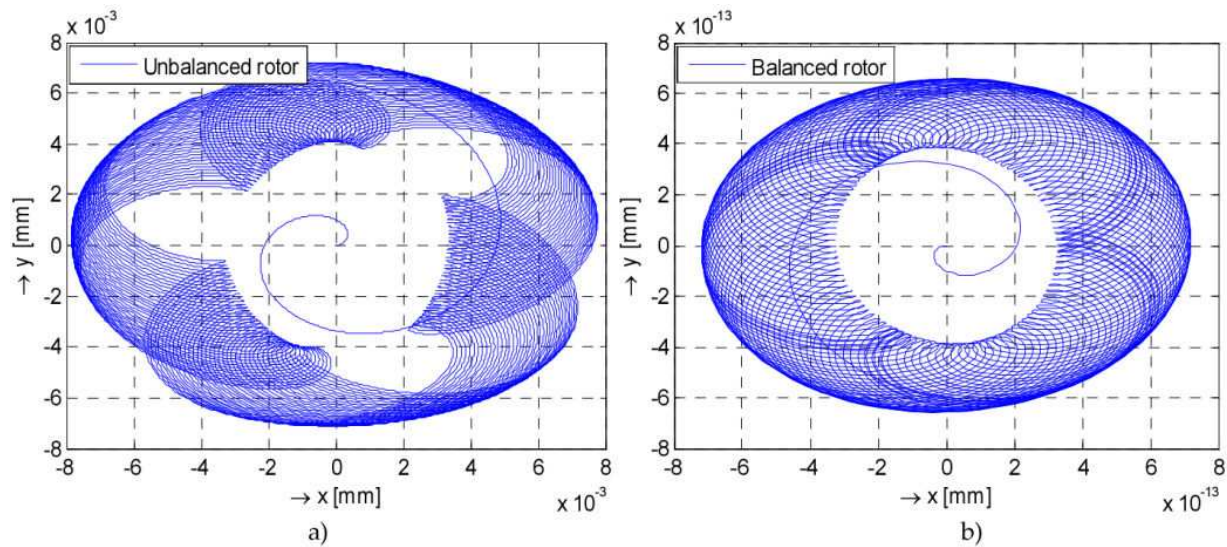 x 10⁻³
Unbalanced rotor
8
6
4
2
0
-2
-4
-6
-8
→ y [mm]
-8 -6 -4 -2 0 2 4 6 8
→ x [mm]
x 10⁻³
a)
x 10⁻¹³
Balanced rotor
8
6
4
2
0
-2
-4
-6
-8
→ y [mm]
-8 -6 -4 -2 0 2 4 6 8
→ x [mm]
x 10⁻¹³
b)